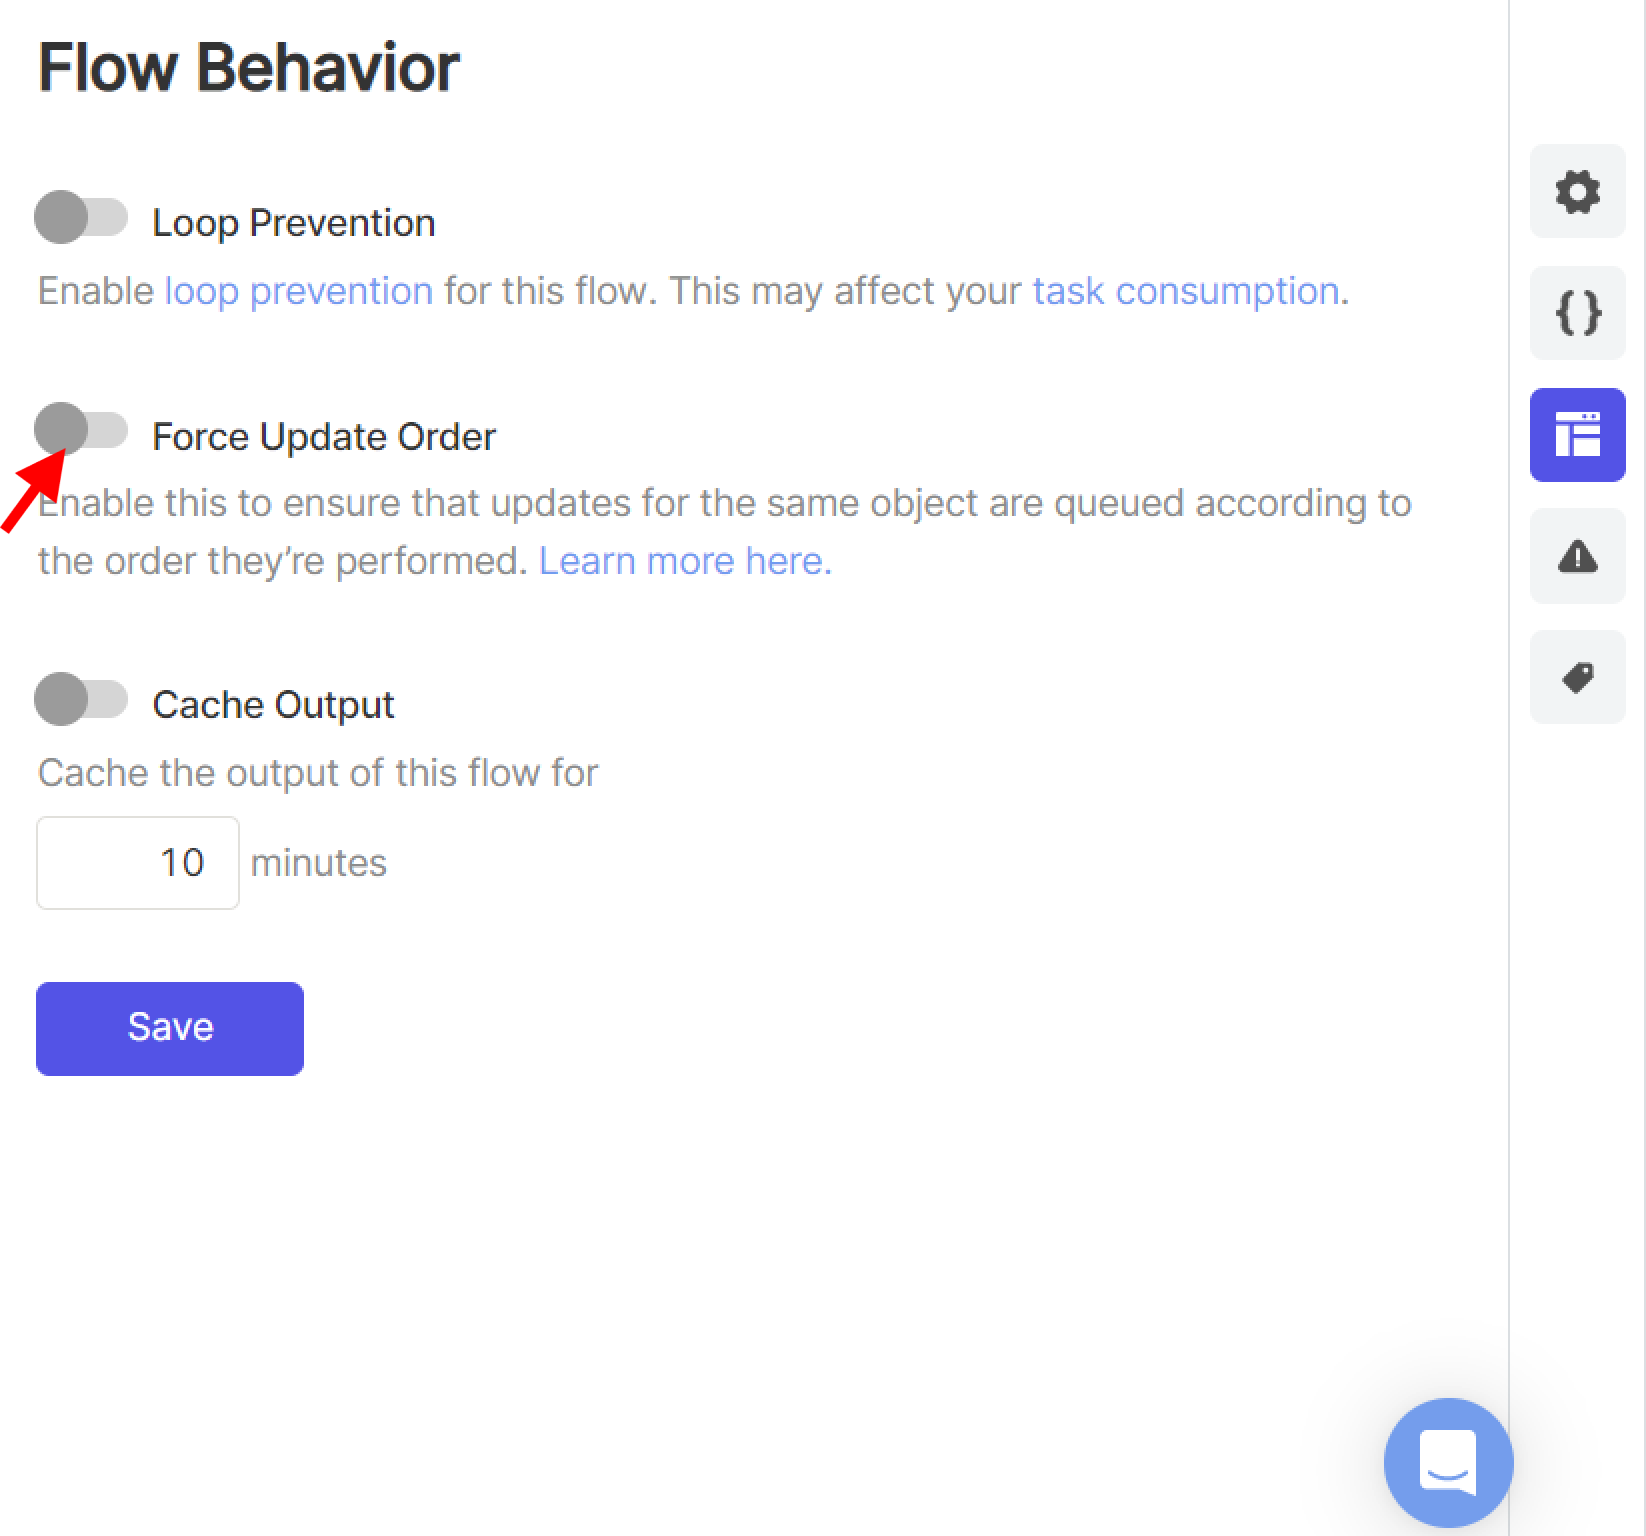 Flow Behavior
Loop Prevention
Enable loop prevention for this flow. This may affect your task consumption.
Force Update Order
Enable this to ensure that updates for the same object are queued according to
the order they’re performed. Learn more here.
Cache Output
Cache the output of this flow for
10 minutes
Save